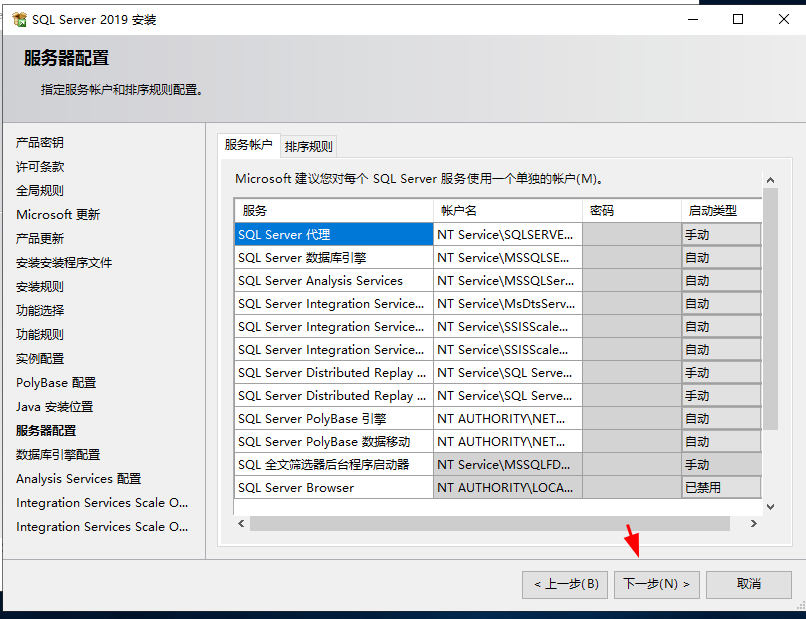 SQL Server 2019 安装
服务器配置
指定服务帐户和排序规则配置。
产品密钥
许可条款
全局规则
Microsoft 更新
产品更新
安装安装程序文件
安装规则
功能选择
功能规则
实例配置
PolyBase 配置
Java 安装位置
服务器配置
数据库引擎配置
Analysis Services 配置
Integration Services Scale O...
Integration Services Scale O...
服务帐户 排序规则
Microsoft 建议您对每个 SQL Server 服务使用一个单独的帐户(M)。
服务 帐户名 密码 启动类型
SQL Server 代理 NT Service\SQLSERVE... 手动
SQL Server 数据库引擎 NT Service\MSSQLSE... 自动
SQL Server Analysis Services NT Service\MSSQLSer... 自动
SQL Server Integration Service... NT Service\MsDtsServ... 自动
SQL Server Integration Service... NT Service\SSISScale... 自动
SQL Server Integration Service... NT Service\SSISScale... 自动
SQL Server Distributed Replay ... NT Service\SQL Serve... 手动
SQL Server Distributed Replay ... NT Service\SQL Serve... 手动
SQL Server PolyBase 引擎 NT AUTHORITY\NET... 自动
SQL Server PolyBase 数据移动 NT AUTHORITY\NET... 自动
SQL 全文筛选器后台程序启动器 NT Service\MSSQLFD... 手动
SQL Server Browser NT AUTHORITY\LOCA... 已禁用
< 上一步(B) 下一步(N) > 取消